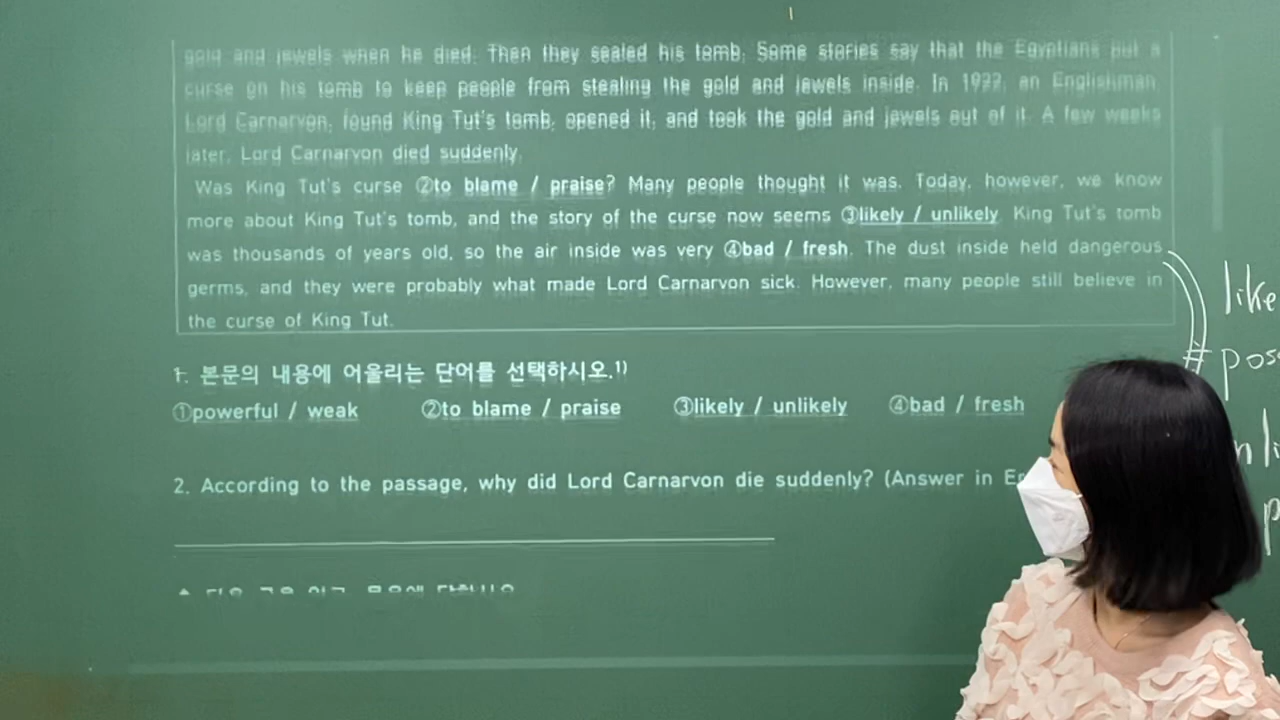 gold and jewels when he died. Then they sealed his tomb. Some stories say that the Egyptians put a
curse on his tomb to keep people from stealing the gold and jewels inside. In 1922, an Englishman,
Lord Carnarvon, found King Tut's tomb, opened it, and took the gold and jewels out of it. A few weeks
later, Lord Carnarvon died suddenly.
Was King Tut's curse ②to blame / praise? Many people thought it was. Today, however, we know
more about King Tut's tomb, and the story of the curse now seems ③likely / unlikely. King Tut's tomb
was thousands of years old, so the air inside was very ④bad / fresh. The dust inside held dangerous
germs, and they were probably what made Lord Carnarvon sick. However, many people still believe in
the curse of King Tut.
1. 본문의 내용에 어울리는 단어를 선택하시오.1)
①powerful / weak ②to blame / praise ③likely / unlikely ④bad / fresh
2. According to the passage, why did Lord Carnarvon die suddenly? (Answer in
like
# pos